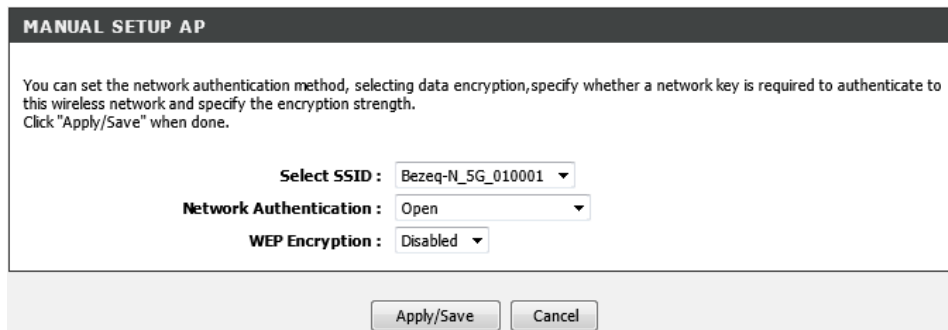 MANUAL SETUP AP
You can set the network authentication method, selecting data encryption,specify whether a network key is required to authenticate to
this wireless network and specify the encryption strength.
Click "Apply/Save" when done.
Select SSID : Bezeq-N_5G_010001
Network Authentication : Open
WEP Encryption : Disabled
Apply/Save Cancel